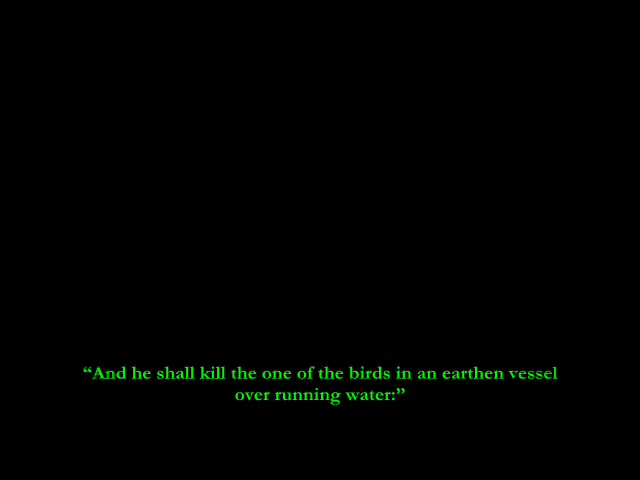 “And he shall kill the one of the birds in an earthen vessel
over running water:”